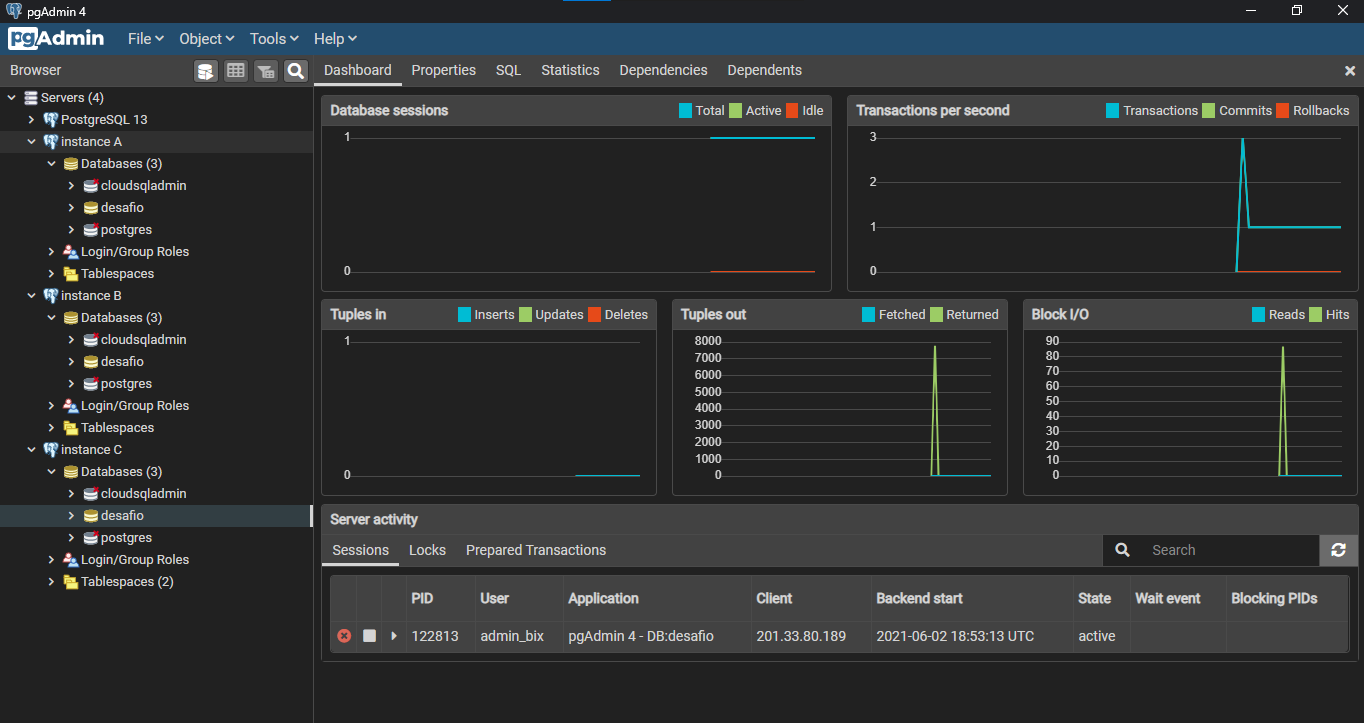 pgAdmin 4
pgAdmin File Object Tools Help
Browser
Dashboard Properties SQL Statistics Dependencies Dependents
Servers (4)
PostgreSQL 13
instance A
Databases (3)
cloudsqladmin
desafio
postgres
Login/Group Roles
Tablespaces
instance B
Databases (3)
cloudsqladmin
desafio
postgres
Login/Group Roles
Tablespaces
instance C
Databases (3)
cloudsqladmin
desafio
postgres
Login/Group Roles
Tablespaces (2)
Database sessions Total Active Idle
1
0
Transactions per second Transactions Commits Rollbacks
3
2
1
0
Tuples in Inserts Updates Deletes
1
0
Tuples out Fetched Returned
8000
7000
6000
5000
4000
3000
2000
1000
0
Block I/O Reads Hits
90
80
70
60
50
40
30
20
10
0
Server activity
Sessions Locks Prepared Transactions Search
PID User Application Client Backend start State Wait event Blocking PIDs
122813 admin_bix pgAdmin 4 - DB:desafio 201.33.80.189 2021-06-02 18:53:13 UTC active